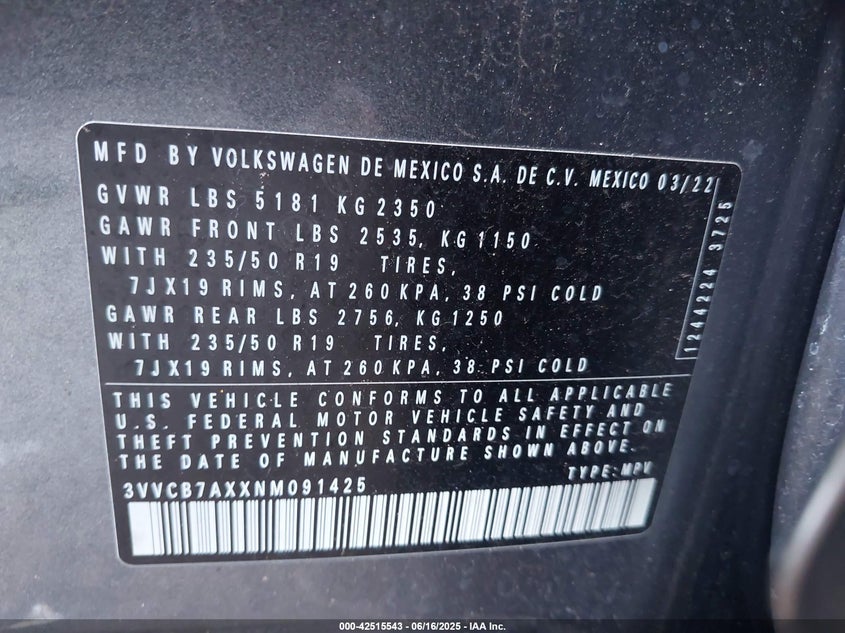 MFD BY VOLKSWAGEN DE MEXICO S.A. DE C.V. MEXICO 03/22
GVWR LBS 5181 KG 2350
GAWR FRONT LBS 2535, KG 1150
WITH 235/50 R19 TIRES,
7JX19 RIMS, AT 260 KPA, 38 PSI COLD
GAWR REAR LBS 2756, KG 1250
WITH 235/50 R19 TIRES,
7JX19 RIMS, AT 260 KPA, 38 PSI COLD
1244224 3725
THIS VEHICLE CONFORMS TO ALL APPLICABLE
U.S. FEDERAL MOTOR VEHICLE SAFETY AND
THEFT PREVENTION STANDARDS IN EFFECT ON
THE DATE OF MANUFACTURE SHOWN ABOVE.
3VVCB7AXXNM091425 TYPE: MPV
000-42515543 - 06/16/2025 - IAA Inc.